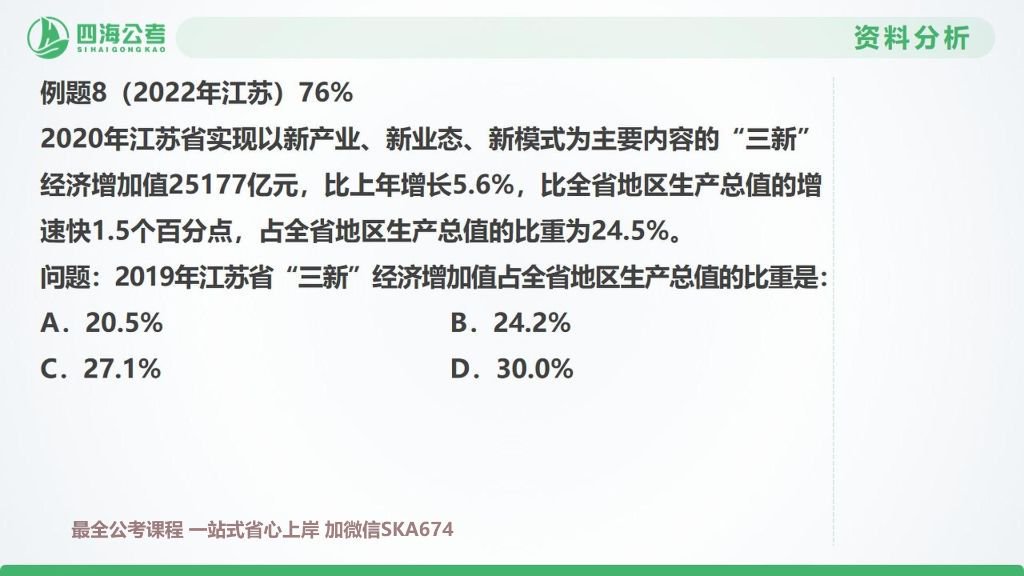 四海公考
SIHAIGONGKAO
资料分析
例题8（2022年江苏）76%
2020年江苏省实现以新产业、新业态、新模式为主要内容的“三新”
经济增加值25177亿元，比上年增长5.6%，比全省地区生产总值的增
速快1.5个百分点，占全省地区生产总值的比重为24.5%。
问题：2019年江苏省“三新”经济增加值占全省地区生产总值的比重是：
A．20.5% B．24.2%
C．27.1% D．30.0%
最全公考课程 一站式省心上岸 加微信SKA674